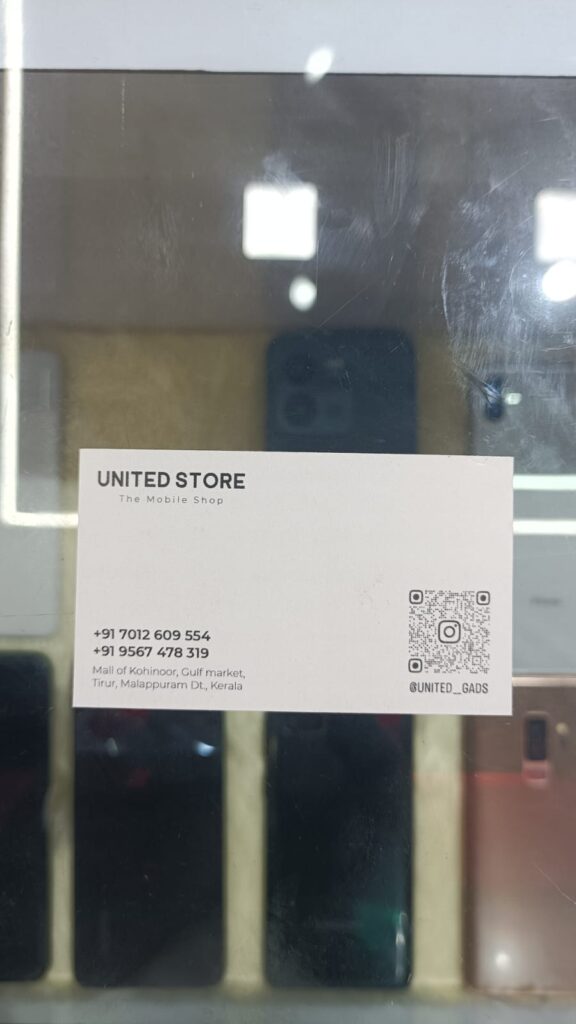 UNITED STORE
The Mobile Shop
+91 7012 609 554
+91 9567 478 319
Mall of Kohinoor, Gulf market,
Tirur, Malappuram Dt., Kerala
@UNITED_GADS